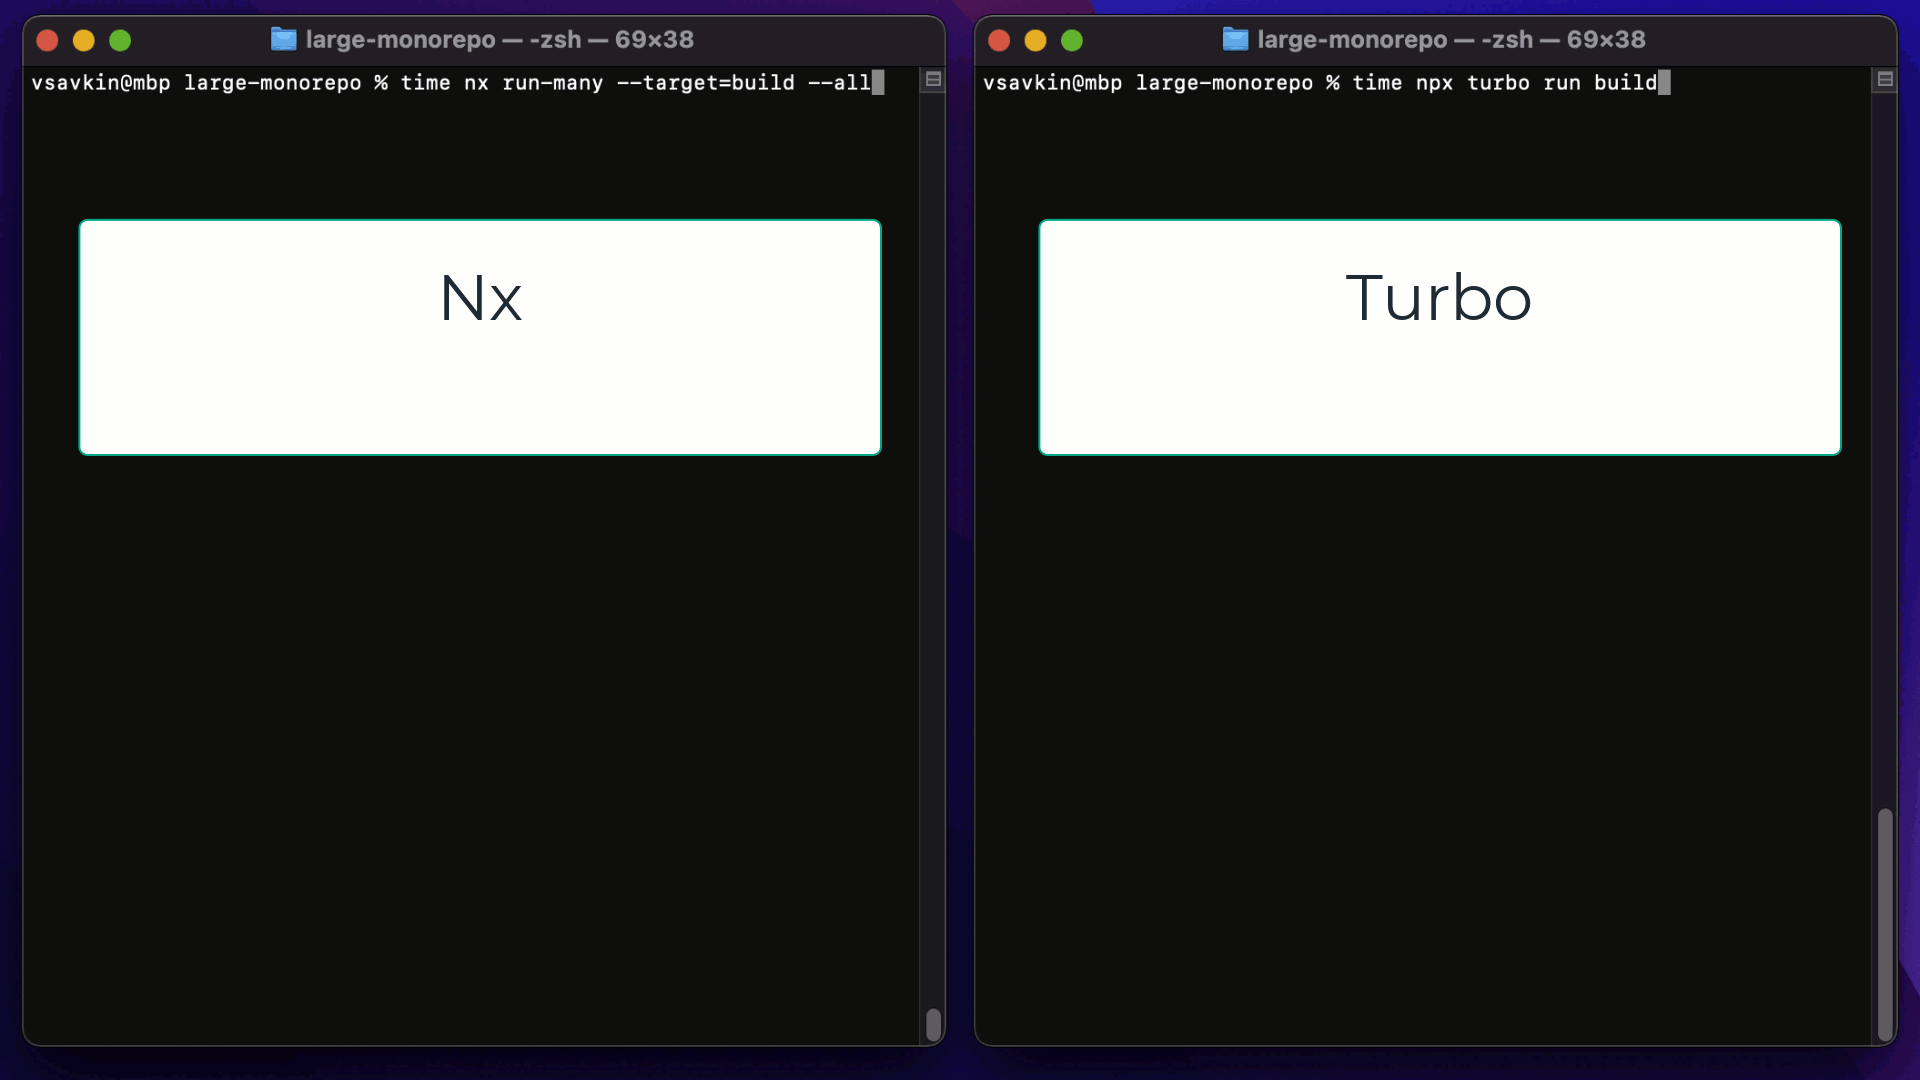 large-monorepo — -zsh — 69×38
vsavkin@mbp large-monorepo % time nx run-many --target=build --all
Nx
large-monorepo — -zsh — 69×38
vsavkin@mbp large-monorepo % time npx turbo run build
Turbo